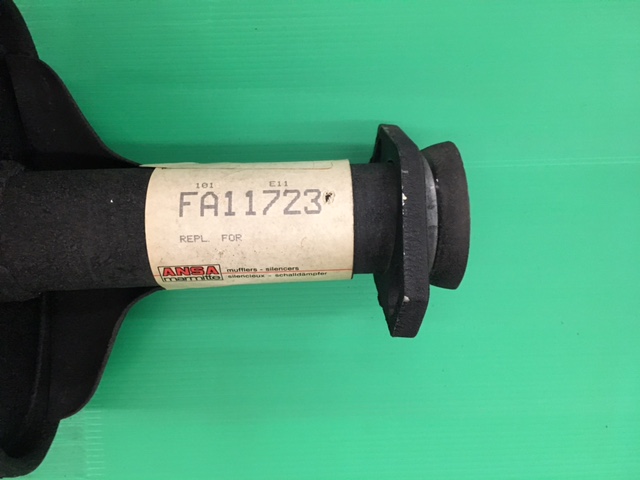 101 E11
FA11723
REPL. FOR
ANSA mufflers - silencers
marmitte silencieux - schalldämpfer